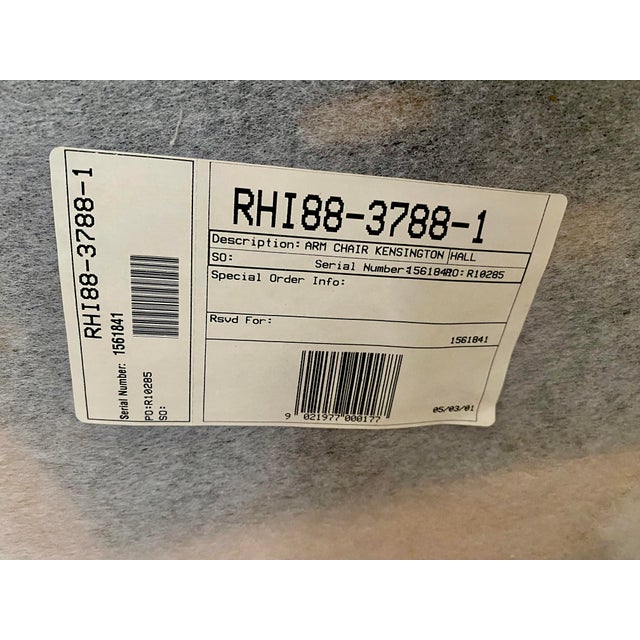 RHI88-3788-1
Serial Number: 1561841
PO:R10285
SO:
RHI88-3788-1
Description: ARM CHAIR KENSINGTON HALL
SO: Serial Number: 1561841 PO: R10285
Special Order Info:
Rsvd For:
1561841
9 021977 000177
05/03/01